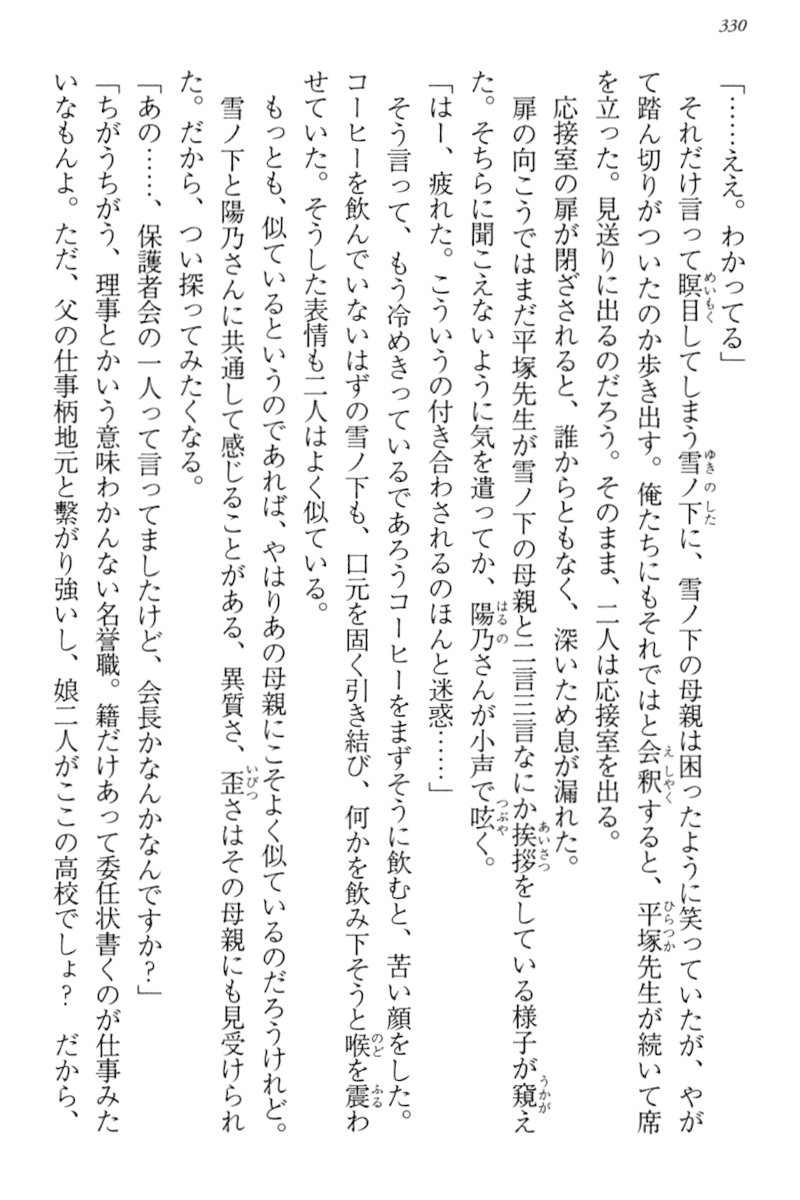 330
「……ええ。わかってる」
　それだけ言って瞑目してしまう雪ノ下に、雪ノ下の母親は困ったように笑っていたが、やが
て踏ん切りがついたのか歩き出す。俺たちにもそれではと会釈すると、平塚先生が続いて席
を立った。見送りに出るのだろう。そのまま、二人は応接室を出る。
　応接室の扉が閉ざされると、誰からともなく、深いため息が漏れた。
　扉の向こうではまだ平塚先生が雪ノ下の母親と二言三言なにか挨拶をしている様子が窺え
た。そちらに聞こえないように気を遣ってか、陽乃さんが小声で呟く。
「はー、疲れた。こういうの付き合わされるのほんと迷惑……」
　そう言って、もう冷めきっているであろうコーヒーをまずそうに飲むと、苦い顔をした。
コーヒーを飲んでいないはずの雪ノ下も、口元を固く引き結び、何かを飲み下そうと喉を震わ
せていた。そうした表情も二人はよく似ている。
　もっとも、似ているというのであれば、やはりあの母親にこそよく似ているのだろうけれど。
　雪ノ下と陽乃さんに共通して感じることがある、異質さ、歪さはその母親にも見受けられ
た。だから、つい探ってみたくなる。
「あの……、保護者会の一人って言ってましたけど、会長かなんかなんですか？」
「ちがうちがう、理事とかいう意味わかんない名誉職。籍だけあって委任状書くのが仕事みた
いなもんよ。ただ、父の仕事柄地元と繋がり強いし、娘二人がここの高校でしょ？　だから、